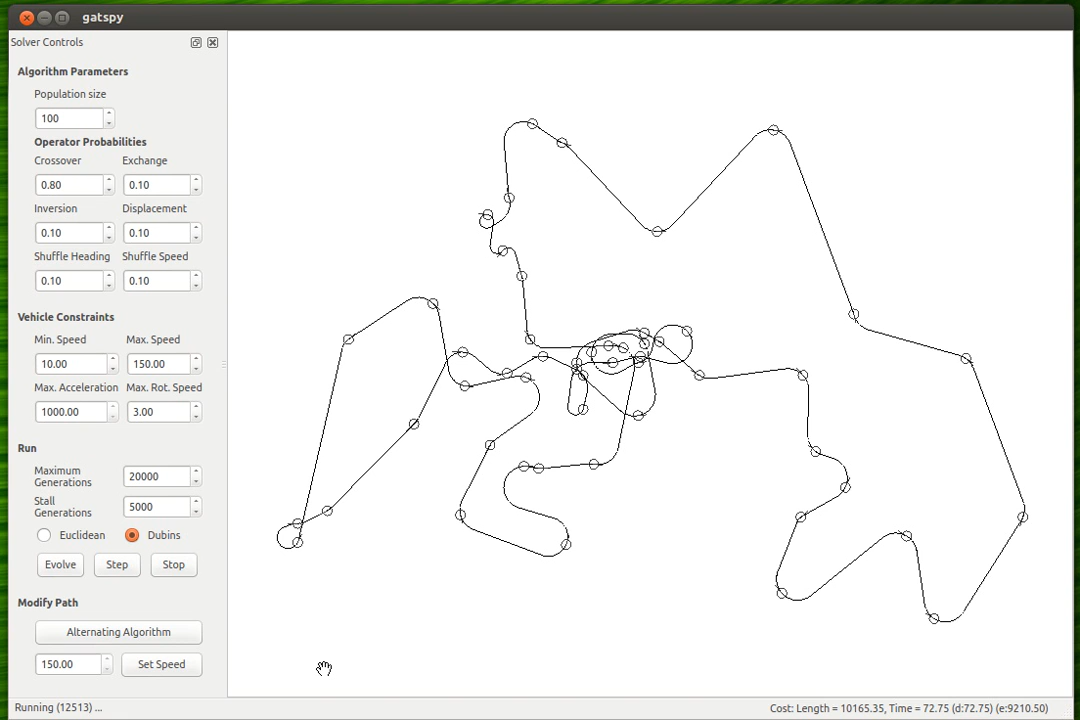 gatspy
Solver Controls
Algorithm Parameters
Population size
100
Operator Probabilities
Crossover Exchange
0.80 0.10
Inversion Displacement
0.10 0.10
Shuffle Heading Shuffle Speed
0.10 0.10
Vehicle Constraints
Min. Speed Max. Speed
10.00 150.00
Max. Acceleration Max. Rot. Speed
1000.00 3.00
Run
Maximum
Generations 20000
Stall
Generations 5000
Euclidean Dubins
Evolve Step Stop
Modify Path
Alternating Algorithm
150.00 Set Speed
Running (12513) ... Cost: Length = 10165.35, Time = 72.75 (d:72.75) (e:9210.50)